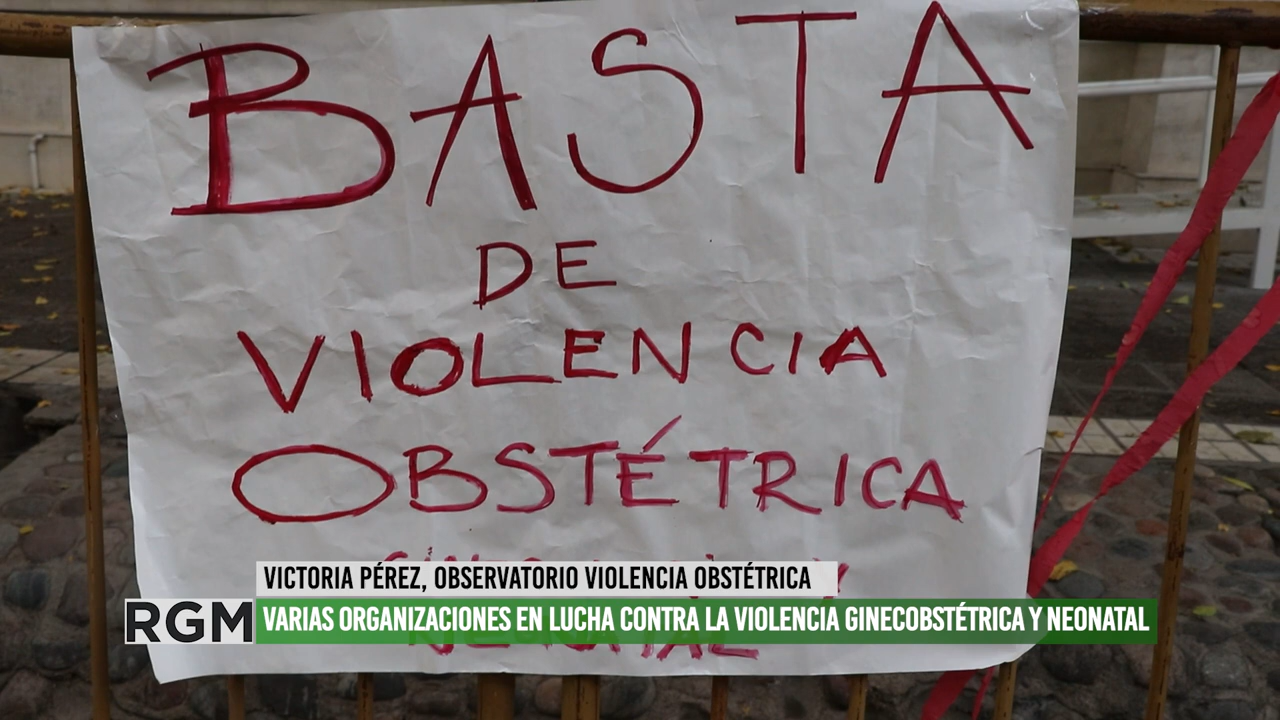 BASTA
DE
VIOLENCIA
OBSTÉTRICA
NEONATAL
VICTORIA PÉREZ, OBSERVATORIO VIOLENCIA OBSTÉTRICA
RGM
VARIAS ORGANIZACIONES EN LUCHA CONTRA LA VIOLENCIA GINECOBSTÉTRICA Y NEONATAL